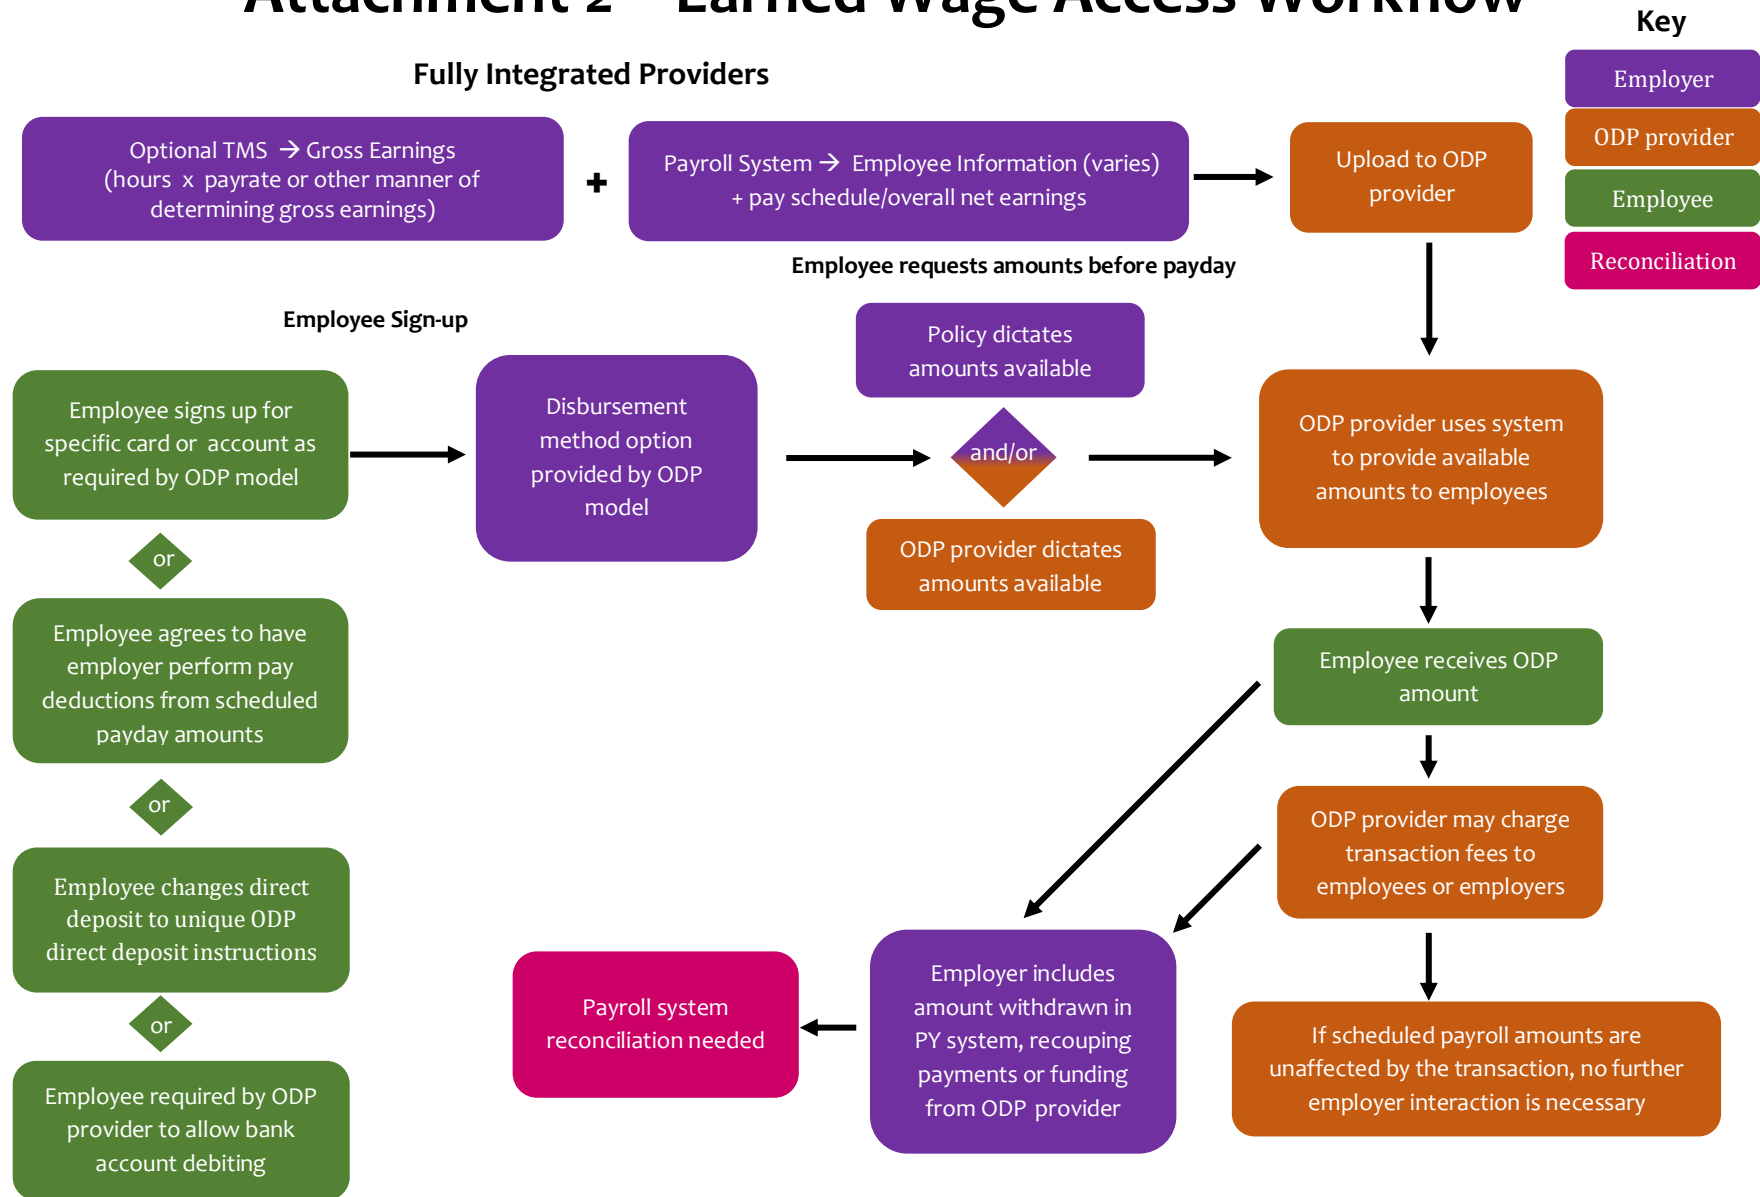 Attachment 2 – Earned Wage Access Workflow
Key
Fully Integrated Providers
Employer
ODP provider
Employee
Reconciliation
Optional TMS → Gross Earnings
(hours x payrate or other manner of
determining gross earnings)
+
Payroll System → Employee Information (varies)
+ pay schedule/overall net earnings
Upload to ODP
provider
Employee requests amounts before payday
Employee Sign-up
Policy dictates
amounts available
Employee signs up for
specific card or account as
required by ODP model
Disbursement
method option
provided by ODP
model
and/or
ODP provider uses system
to provide available
amounts to employees
ODP provider dictates
amounts available
or
Employee agrees to have
employer perform pay
deductions from scheduled
payday amounts
Employee receives ODP
amount
or
ODP provider may charge
transaction fees to
employees or employers
Employee changes direct
deposit to unique ODP
direct deposit instructions
Payroll system
reconciliation needed
Employer includes
amount withdrawn in
PY system, recouping
payments or funding
from ODP provider
If scheduled payroll amounts are
unaffected by the transaction, no further
employer interaction is necessary
or
Employee required by ODP
provider to allow bank
account debiting